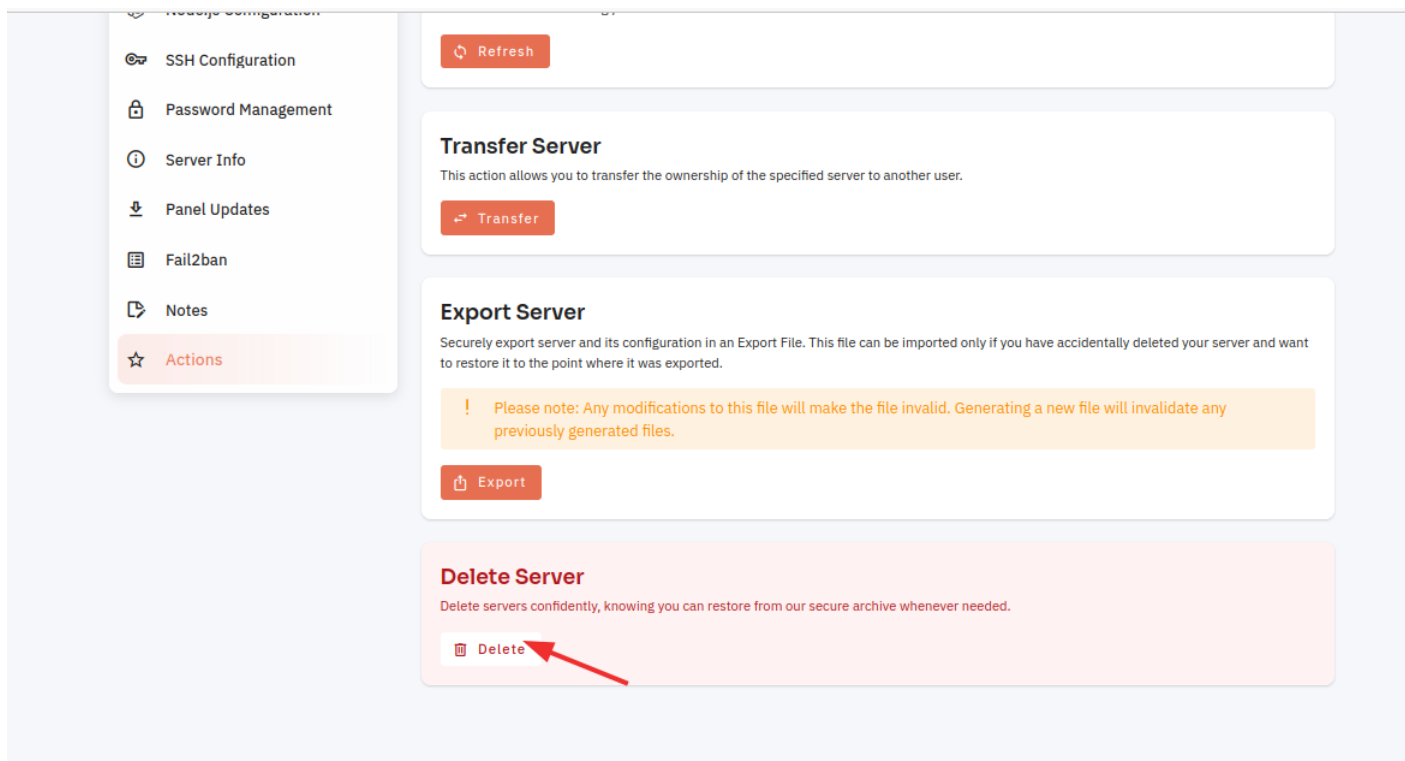 SSH Configuration
Password Management
Server Info
Panel Updates
Fail2ban
Notes
Actions
Refresh
Transfer Server
This action allows you to transfer the ownership of the specified server to another user.
Transfer
Export Server
Securely export server and its configuration in an Export File. This file can be imported only if you have accidentally deleted your server and want
to restore it to the point where it was exported.
! Please note: Any modifications to this file will make the file invalid. Generating a new file will invalidate any
previously generated files.
Export
Delete Server
Delete servers confidently, knowing you can restore from our secure archive whenever needed.
Delete